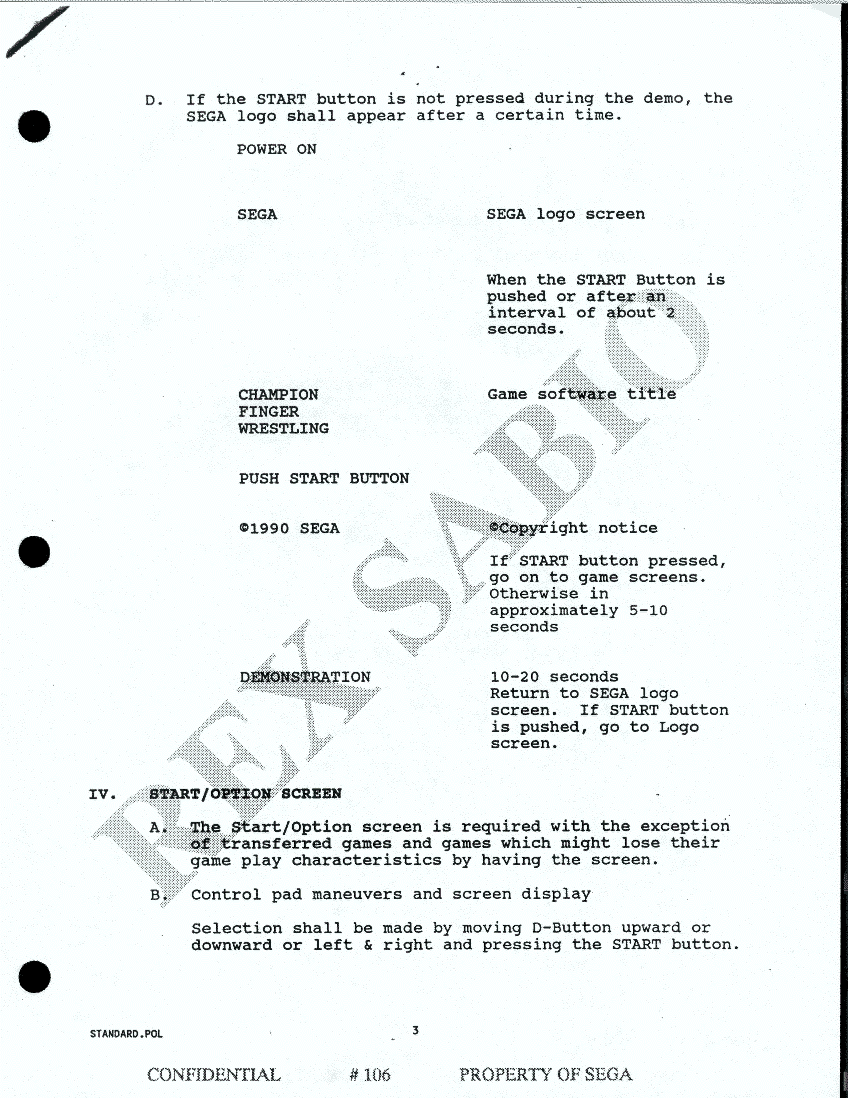 D. If the START button is not pressed during the demo, the
SEGA logo shall appear after a certain time.
POWER ON
SEGA SEGA logo screen
When the START Button is
pushed or after an
interval of about 2
seconds.
CHAMPION Game software title
FINGER
WRESTLING
PUSH START BUTTON
©1990 SEGA ©Copyright notice
If START button pressed,
go on to game screens.
Otherwise in
approximately 5-10
seconds
DEMONSTRATION 10-20 seconds
Return to SEGA logo
screen. If START button
is pushed, go to Logo
screen.
IV. START/OPTION SCREEN
A. The Start/Option screen is required with the exception
of transferred games and games which might lose their
game play characteristics by having the screen.
B. Control pad maneuvers and screen display
Selection shall be made by moving D-Button upward or
downward or left & right and pressing the START button.
STANDARD.POL 3
CONFIDENTIAL # 106 PROPERTY OF SEGA
REX SABIO